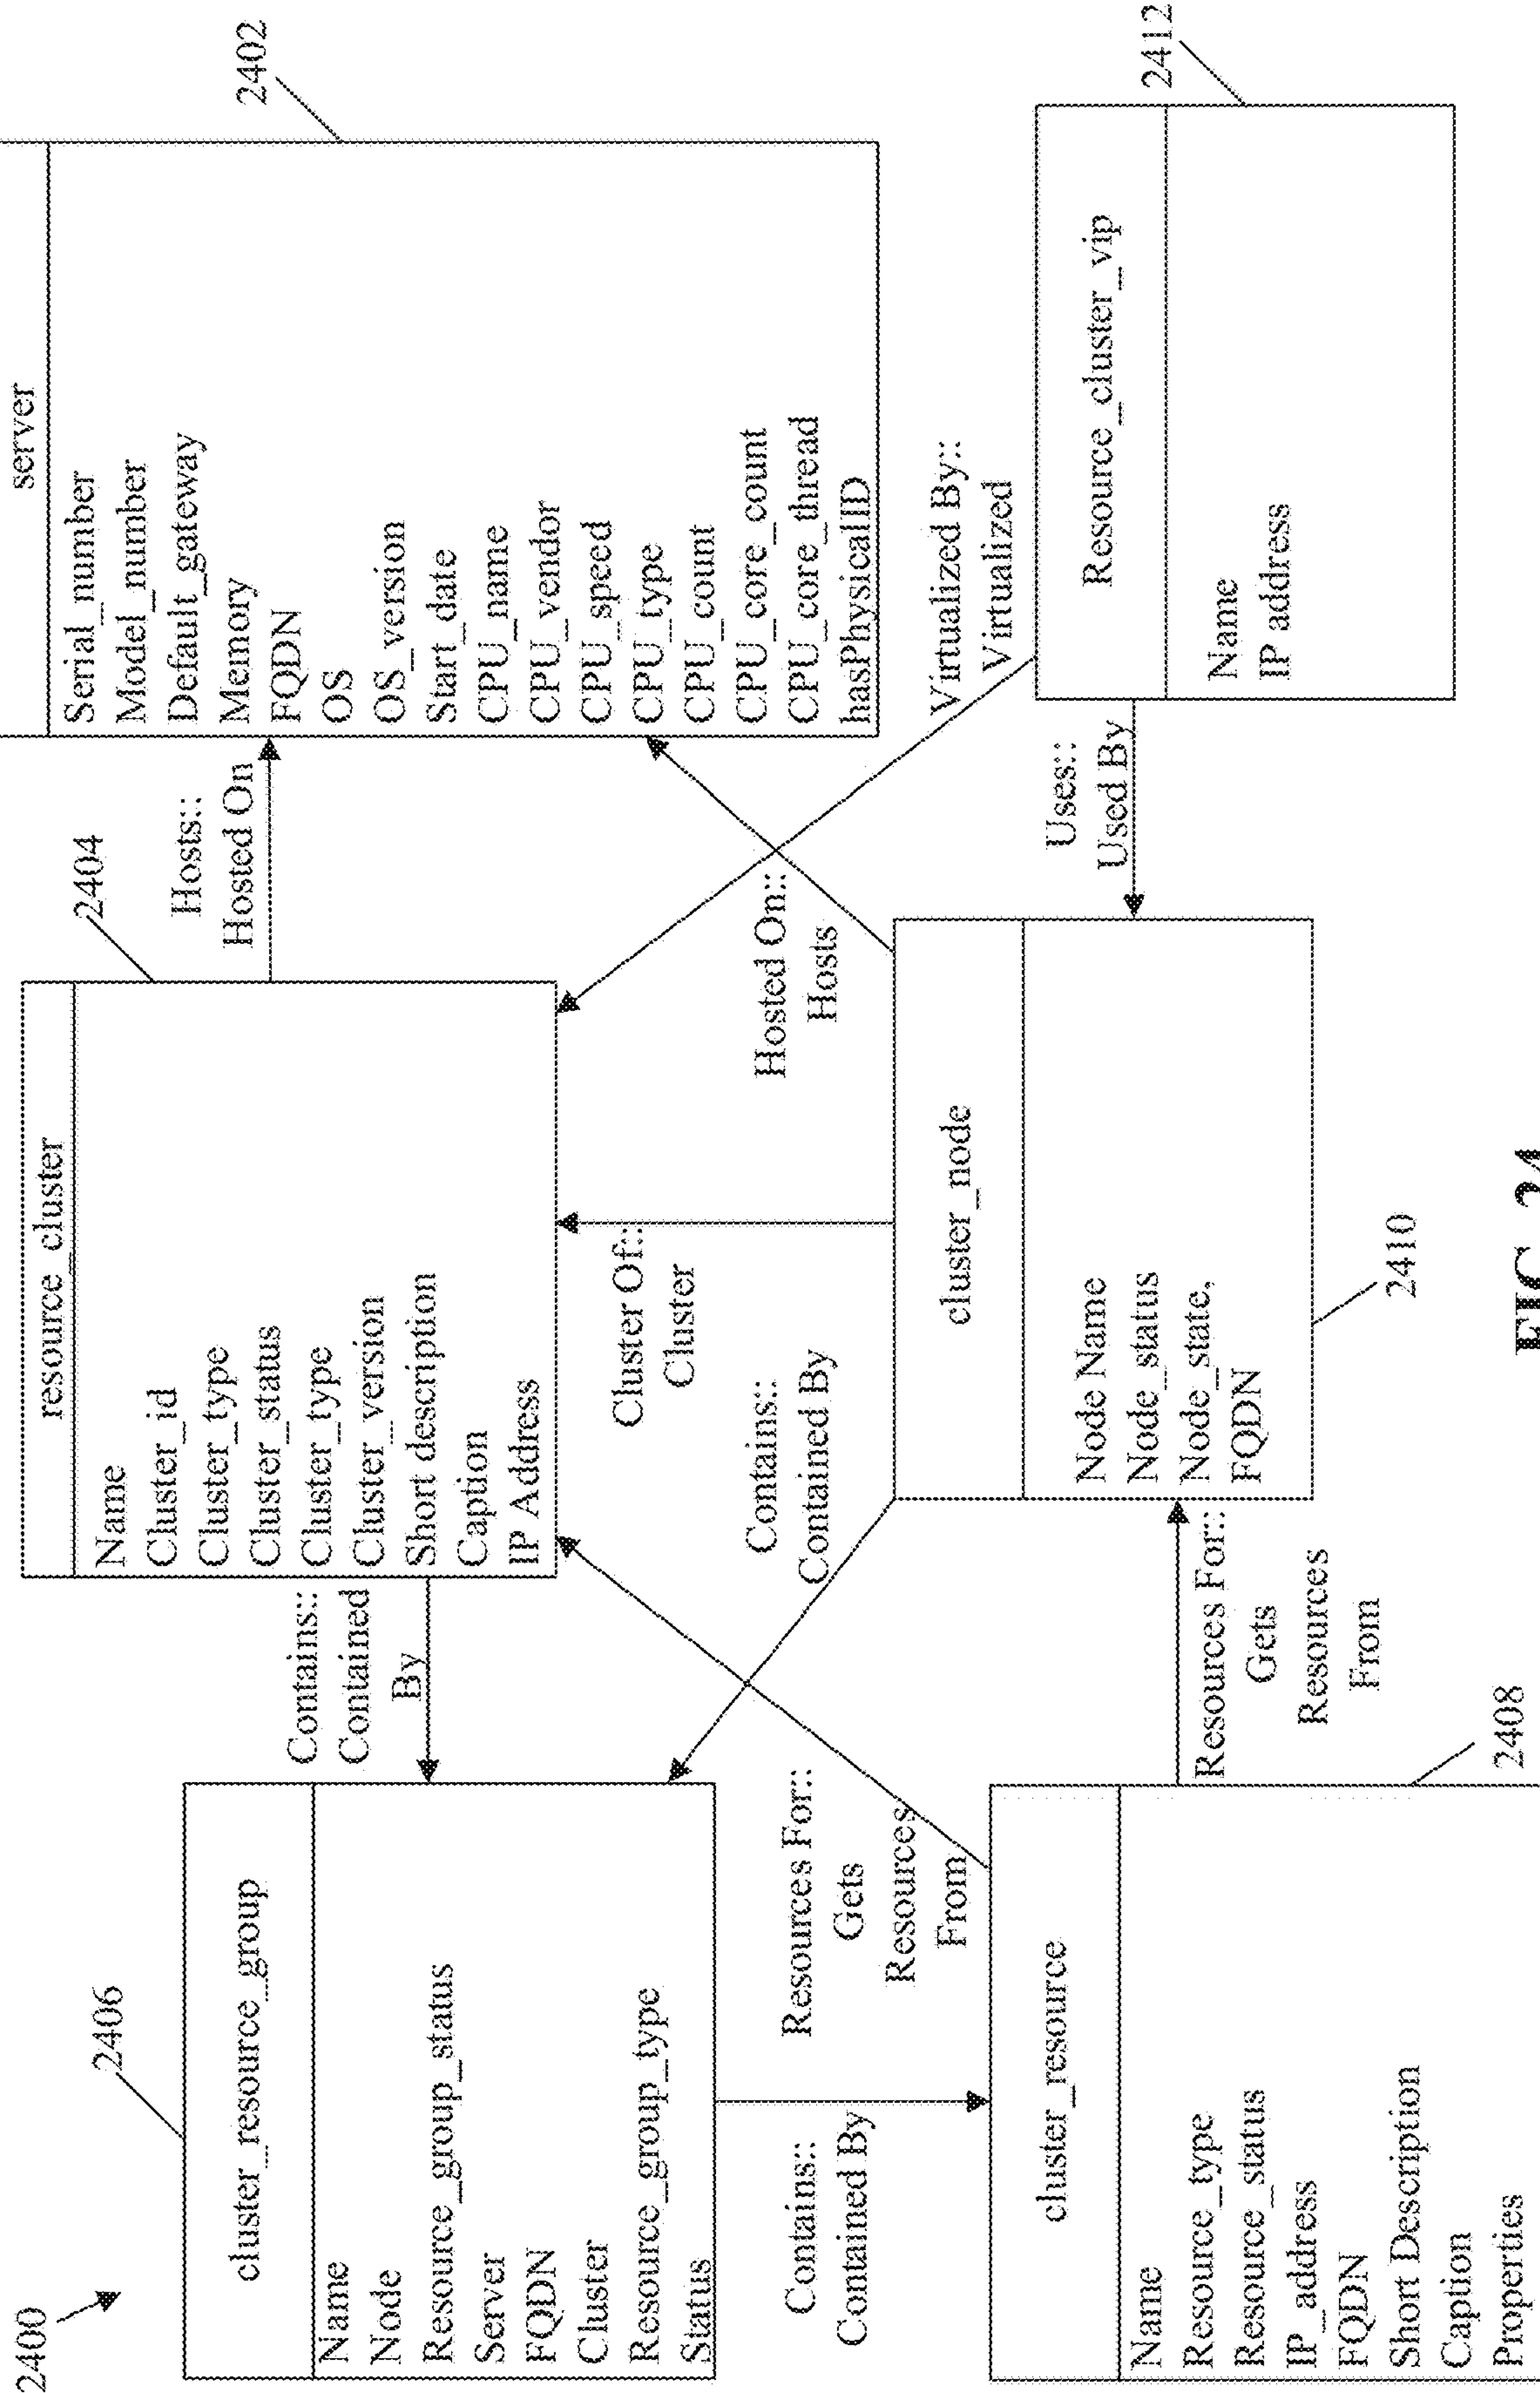 2400
2406
cluster_resource_group
Name
Node
Resource_group_status
Server
FQDN
Cluster
Resource_group_type
Status
Contains::
Contained
By
resource_cluster
Name
Cluster_id
Cluster_type
Cluster_status
Cluster_type
Cluster_version
Short description
Caption
IP Address
2404
Hosts::
Hosted On
server
Serial_number
Model_number
Default_gateway
Memory
FQDN
OS
OS_version
Start_date
CPU_name
CPU_vendor
CPU_speed
CPU_type
CPU_count
CPU_core_count
CPU_core_thread
hasPhysicalID
2402
Contains::
Contained By
Resources For::
Gets
Resources
From
Contains::
Contained By
Cluster Of::
Cluster
Hosted On::
Hosts
Virtualized By::
Virtualized
cluster_resource
Name
Resource_type
Resource_status
IP_address
FQDN
Short Description
Caption
Properties
2408
Resources For::
Gets
Resources
From
cluster_node
Node Name
Node_status
Node_state,
FQDN
2410
Uses::
Used By
Resource_cluster_vip
Name
IP address
2412
FIG. 24